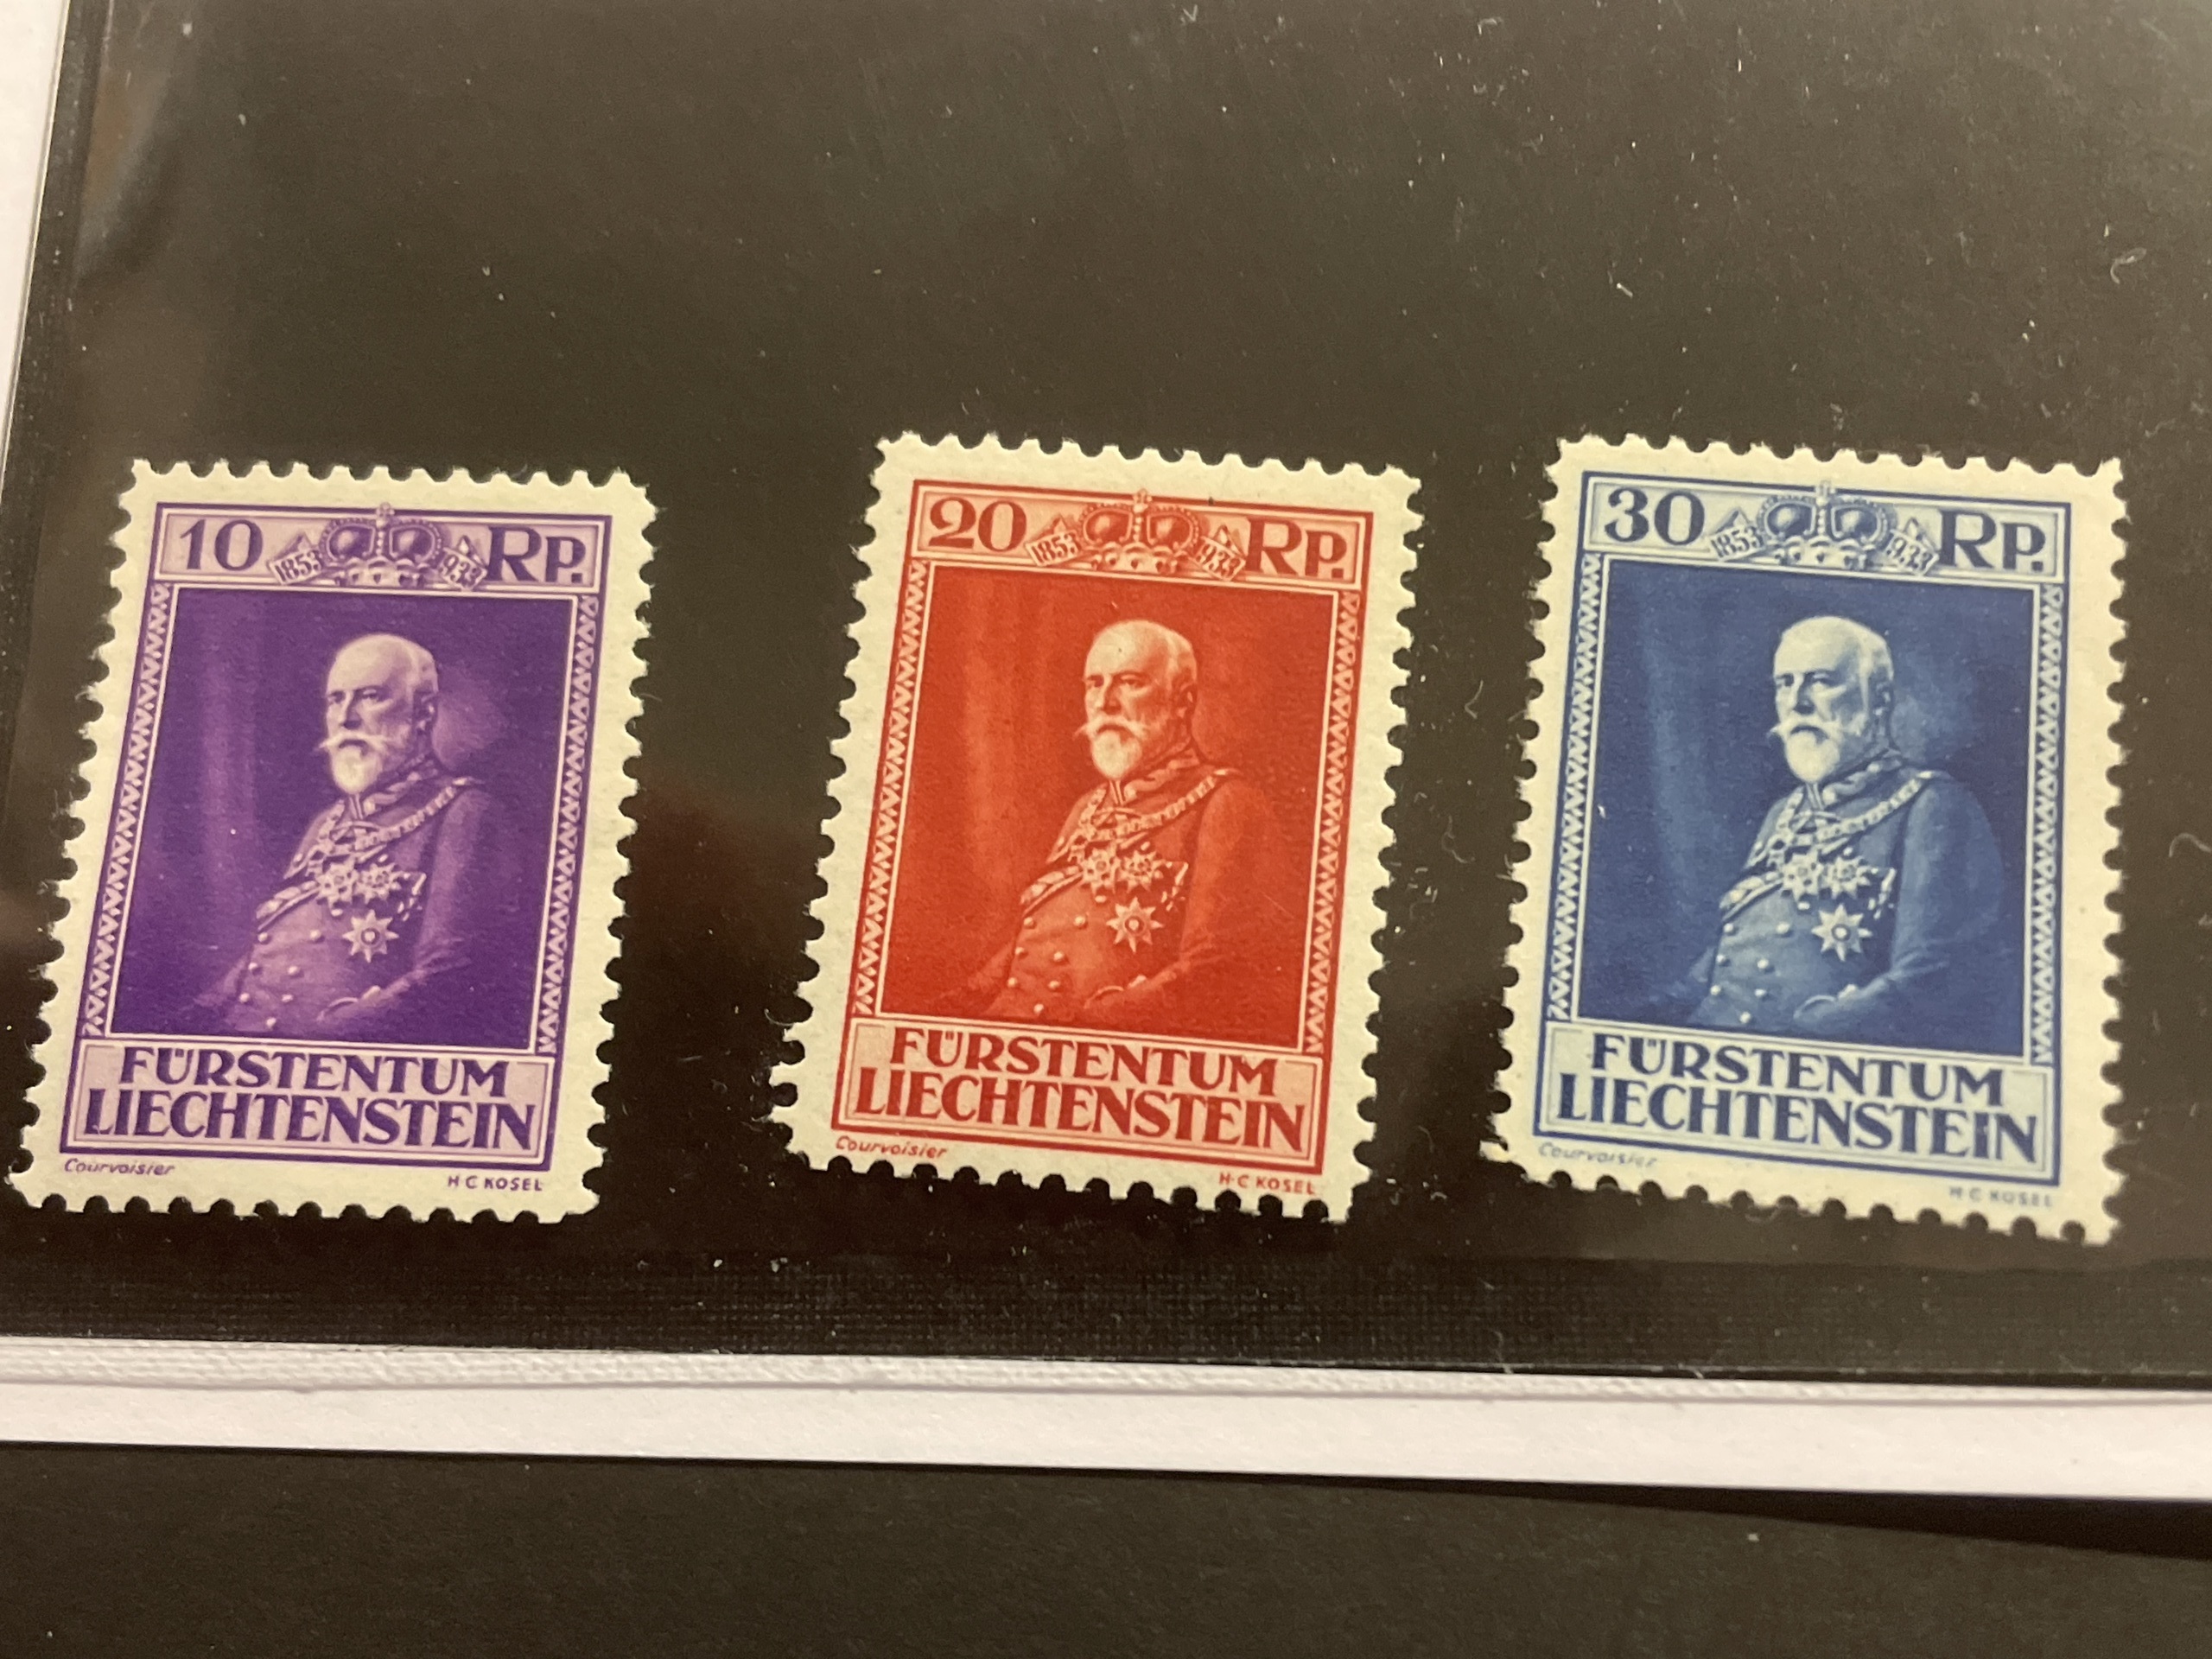 10 1853 1933 RP.
FÜRSTENTUM
LIECHTENSTEIN
Courvoisier H·C KOSEL
20 1853 1933 RP.
FÜRSTENTUM
LIECHTENSTEIN
Courvoisier H·C KOSEL
30 1853 1933 RP.
FÜRSTENTUM
LIECHTENSTEIN
Courvoisier H·C KOSEL